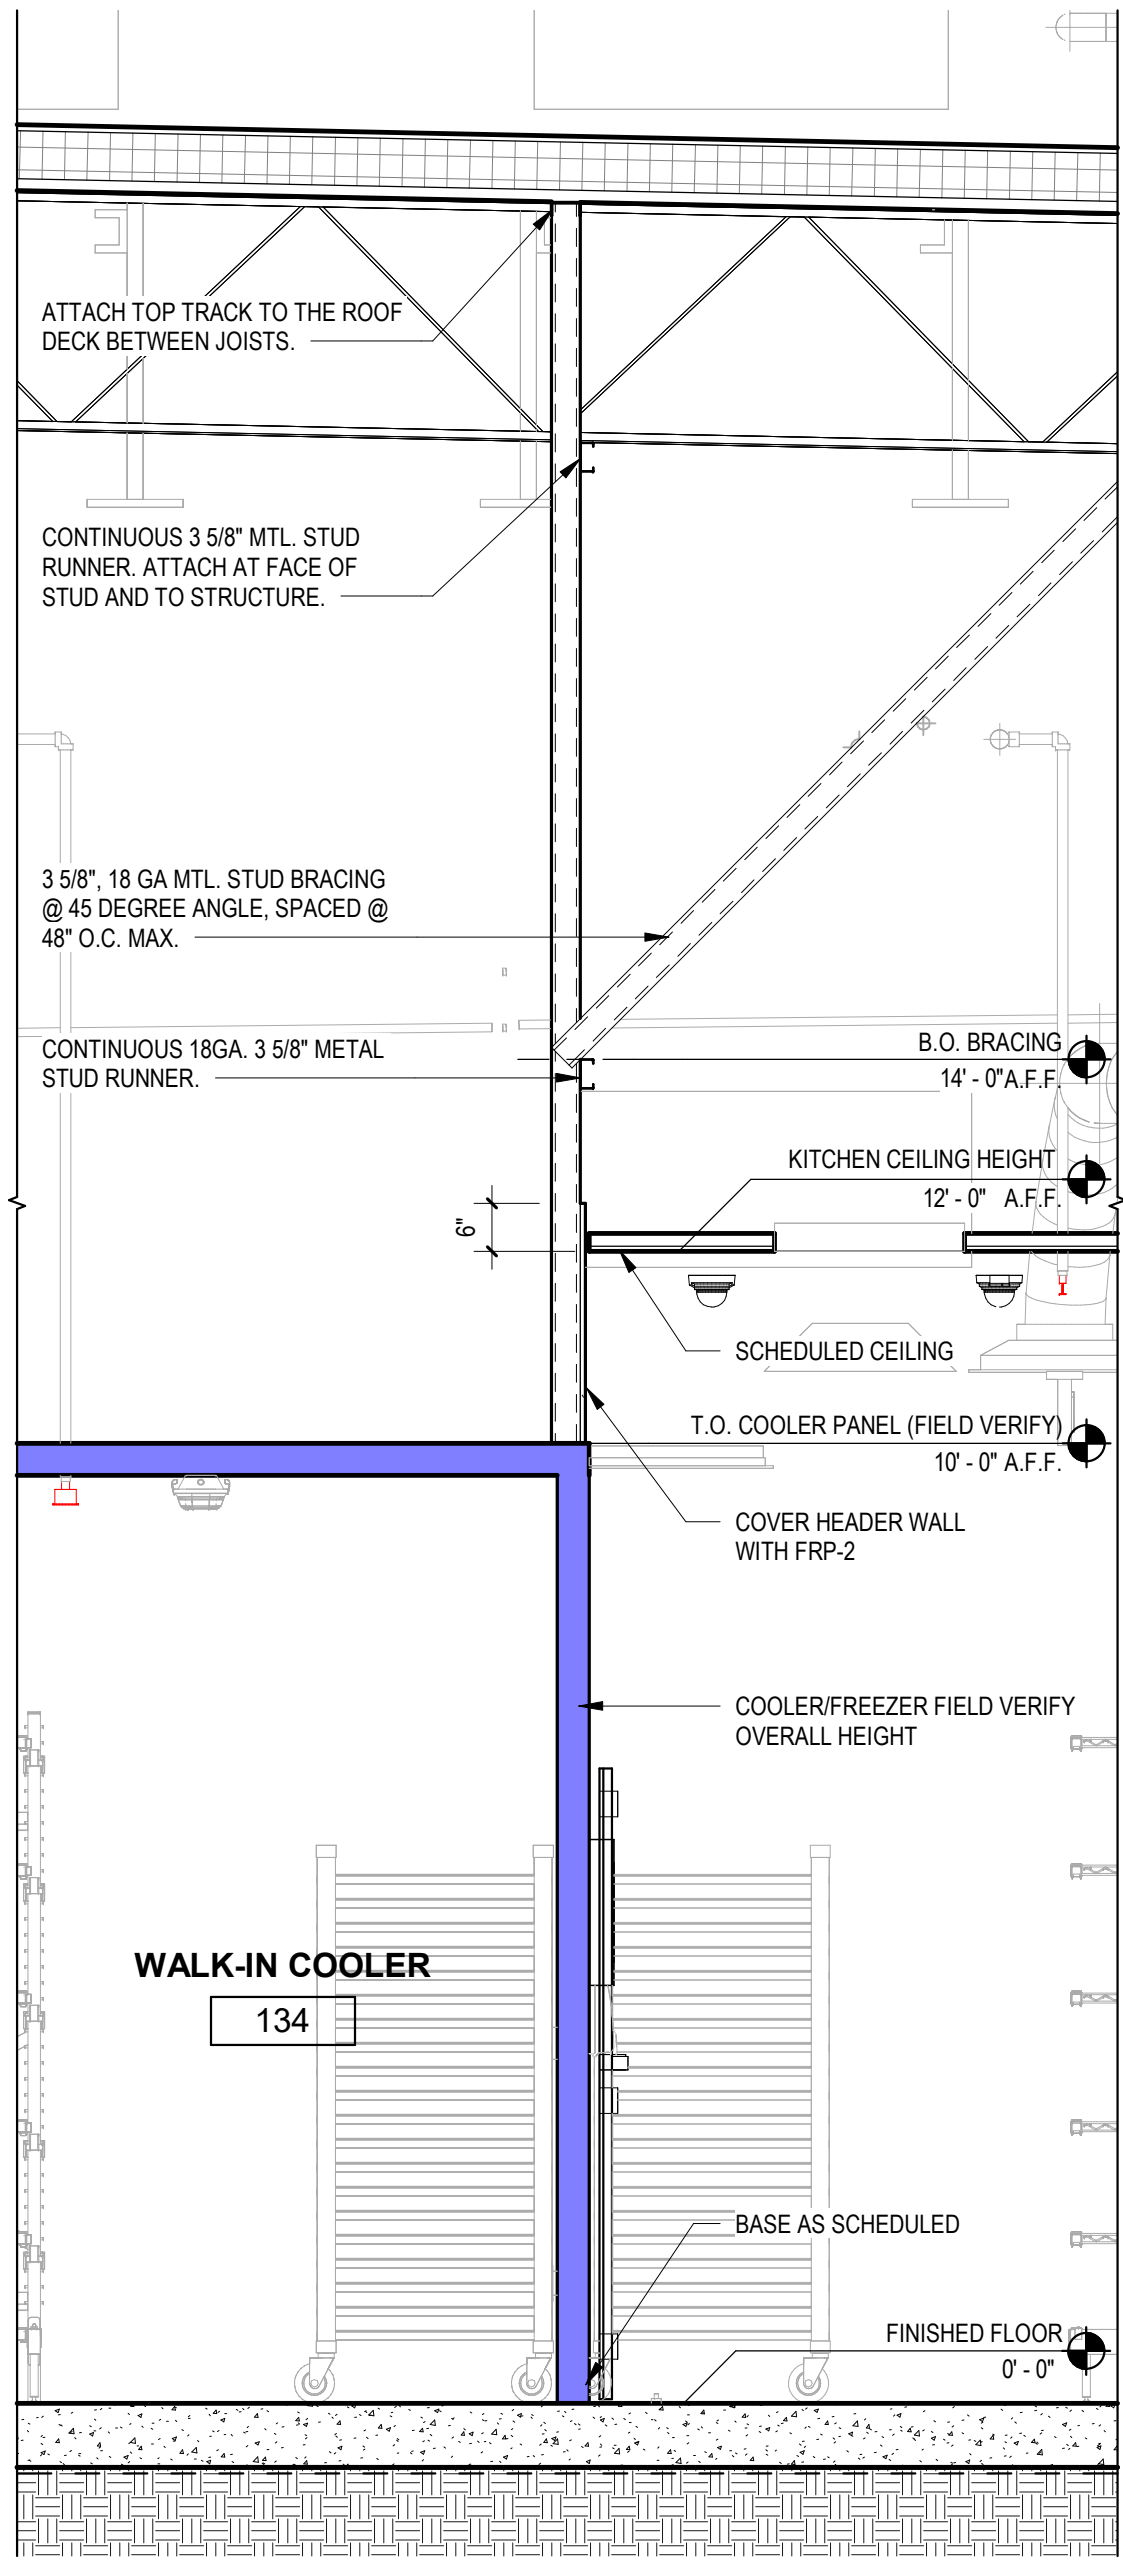 ATTACH TOP TRACK TO THE ROOF
DECK BETWEEN JOISTS.
CONTINUOUS 3 5/8" MTL. STUD
RUNNER. ATTACH AT FACE OF
STUD AND TO STRUCTURE.
3 5/8", 18 GA MTL. STUD BRACING
@ 45 DEGREE ANGLE, SPACED @
48" O.C. MAX.
CONTINUOUS 18GA. 3 5/8" METAL
STUD RUNNER.
B.O. BRACING
14' - 0" A.F.F.
KITCHEN CEILING HEIGHT
12' - 0" A.F.F.
6"
SCHEDULED CEILING
T.O. COOLER PANEL (FIELD VERIFY)
10' - 0" A.F.F.
COVER HEADER WALL
WITH FRP-2
COOLER/FREEZER FIELD VERIFY
OVERALL HEIGHT
WALK-IN COOLER
134
BASE AS SCHEDULED
FINISHED FLOOR
0' - 0"